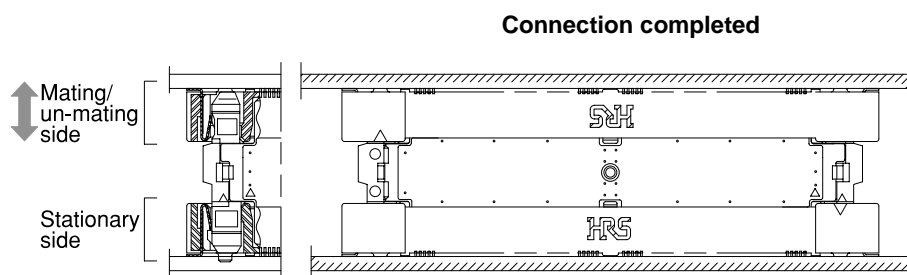 Connection completed
Mating/
un-mating
side
HRS
Stationary
side
HRS